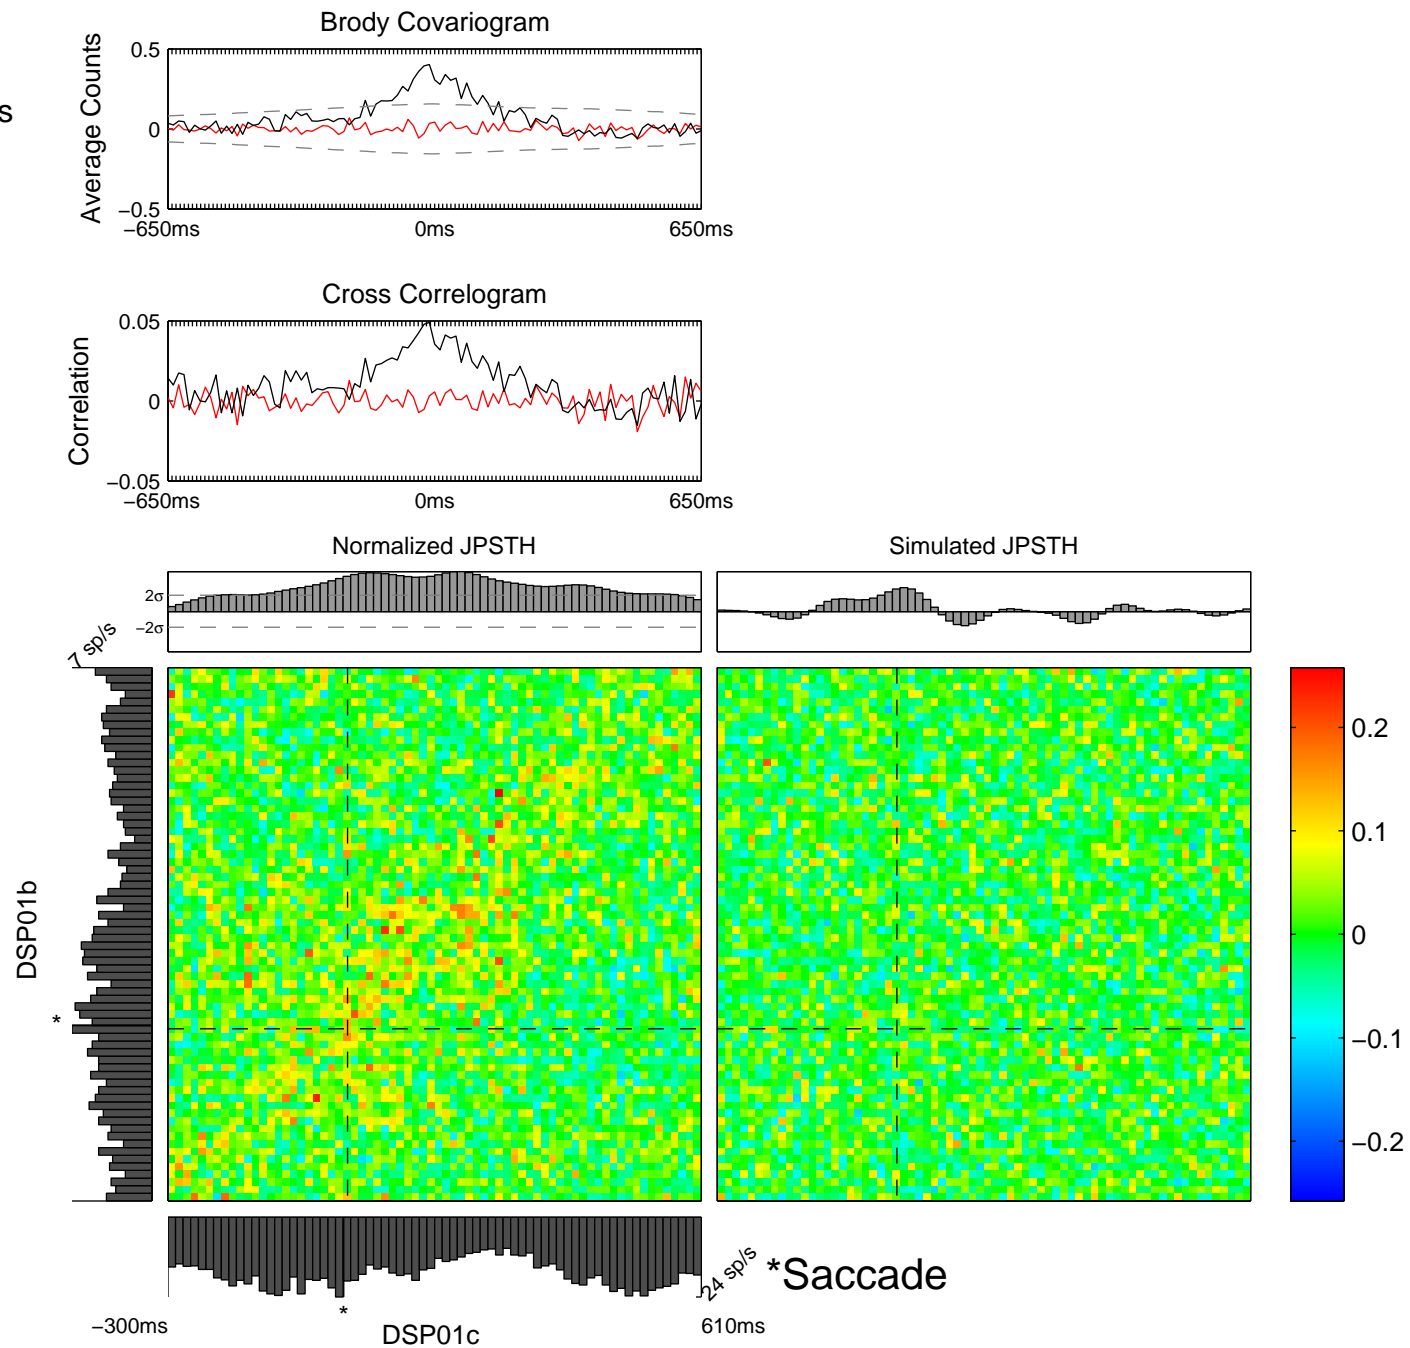 Brody Covariogram
s
Average Counts
0.5
0
−0.5
−650ms
0ms
650ms
Cross Correlogram
Correlation
0.05
0
−0.05
−650ms
0ms
650ms
Normalized JPSTH
Simulated JPSTH
2σ
−2σ
7 sp/s
DSP01b
*
0.2
0.1
0
−0.1
−0.2
24 sp/s
*Saccade
*
−300ms
DSP01c
610ms